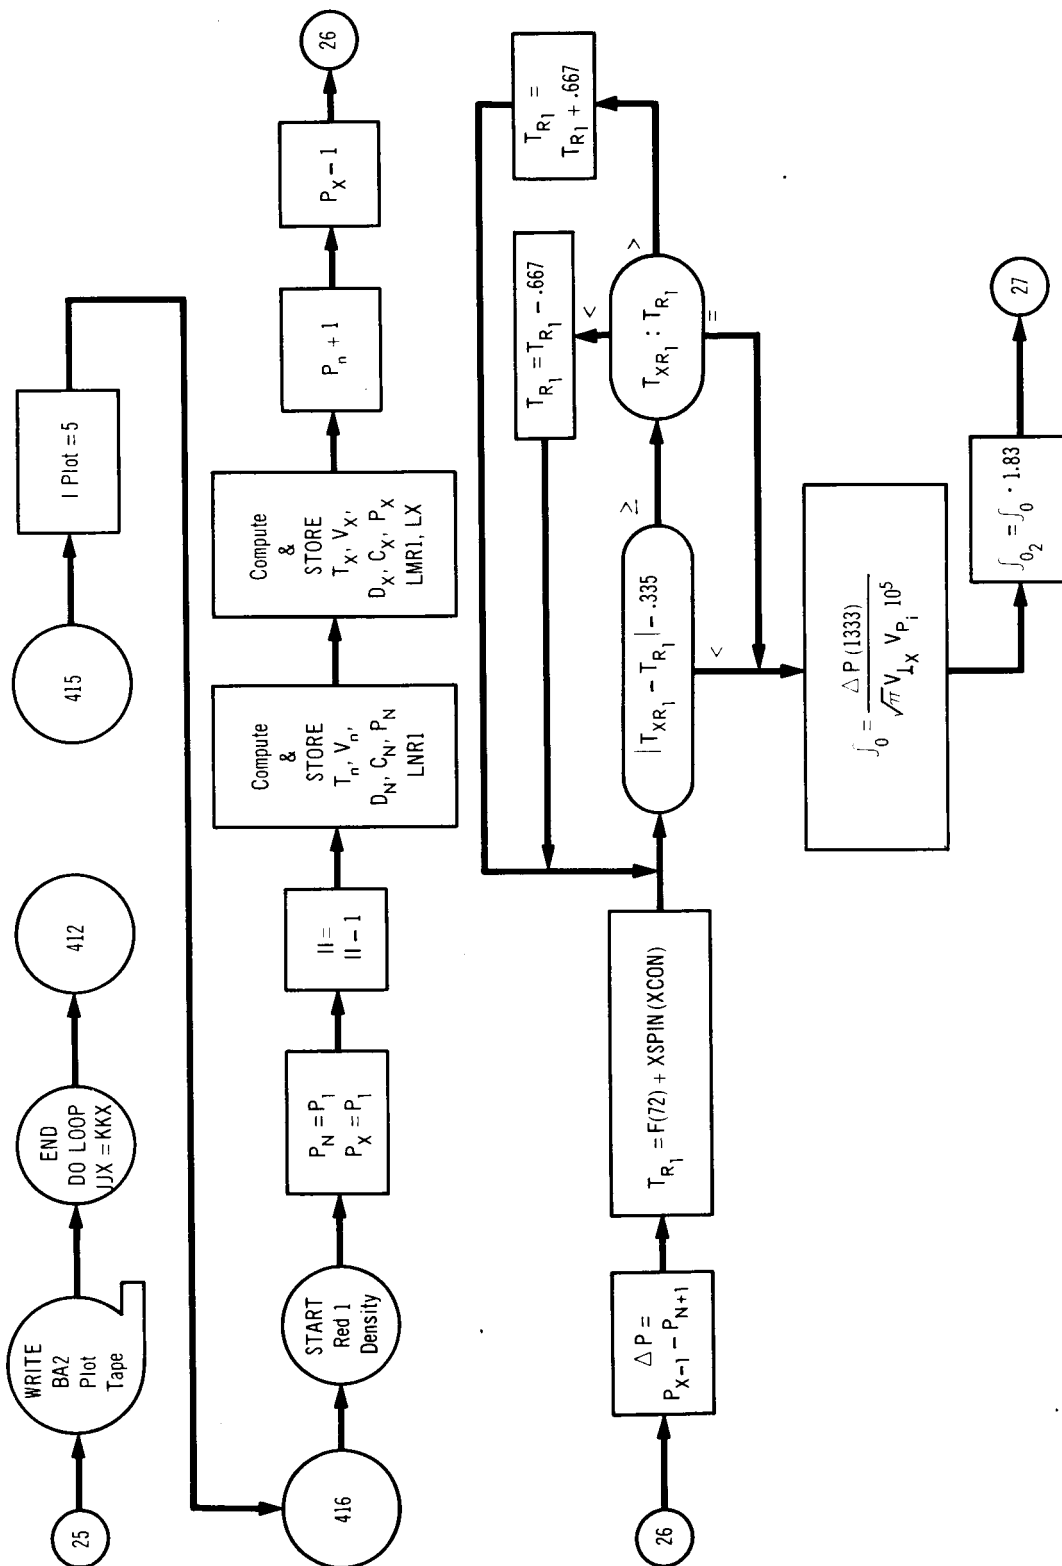 25
WRITE
BA2
Plot
Tape
END
DO LOOP
JJX = KKX
412
415
I Plot = 5
416
START
Red 1
Density
P_N = P_1
P_X = P_1
II =
II - 1
Compute
&
STORE
T_n, V_n,
D_N, C_N, P_N
LNR1
Compute
&
STORE
T_X, V_X,
D_X, C_X, P_X
LMR1, LX
P_n + 1
P_X - 1
26
26
△P =
P_X-1 - P_N+1
T_R1 = F(72) + XSPIN(XCON)
|T_XR1 - T_R1| - .335
≥
<
T_XR1 : T_R1
>
<
=
T_R1 = T_R1 - .667
T_R1 =
T_R1 + .667
∫_0 = △P (1333) / √π V_⊥X V_Pi 10^5
∫_02 = ∫_0 · 1.83
27